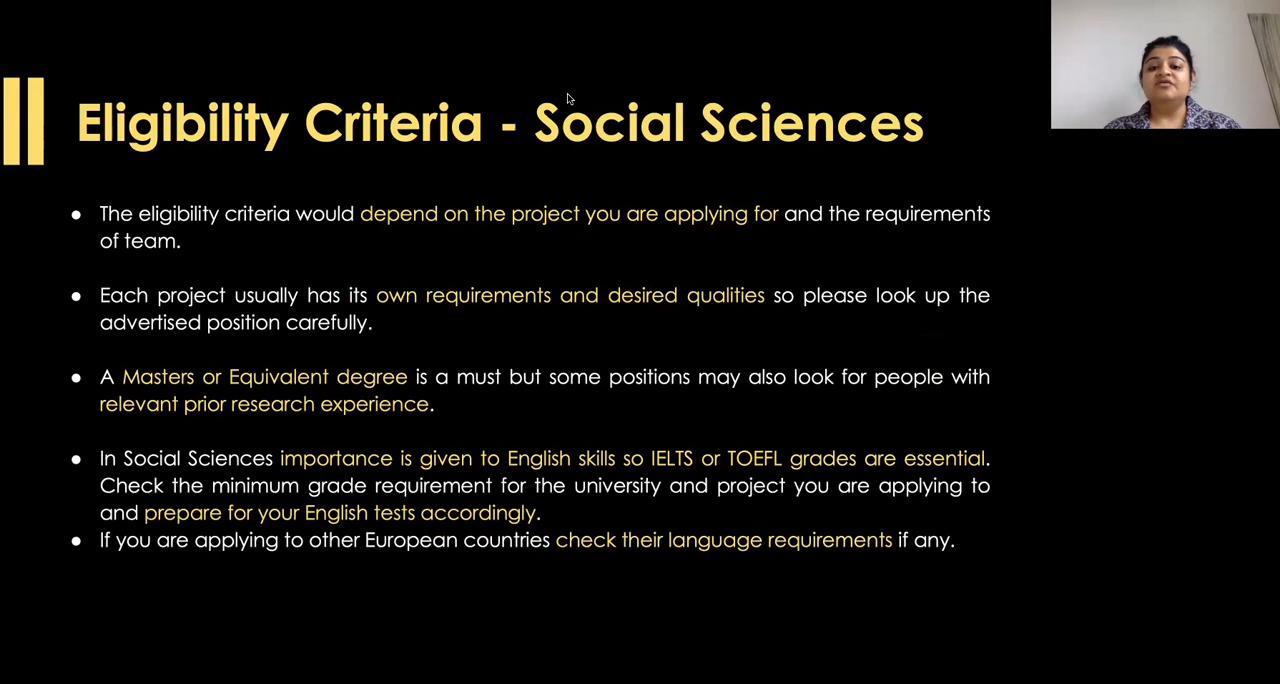 Eligibility Criteria - Social Sciences
● The eligibility criteria would depend on the project you are applying for and the requirements
of team.
● Each project usually has its own requirements and desired qualities so please look up the
advertised position carefully.
● A Masters or Equivalent degree is a must but some positions may also look for people with
relevant prior research experience.
● In Social Sciences importance is given to English skills so IELTS or TOEFL grades are essential.
Check the minimum grade requirement for the university and project you are applying to
and prepare for your English tests accordingly.
● If you are applying to other European countries check their language requirements if any.